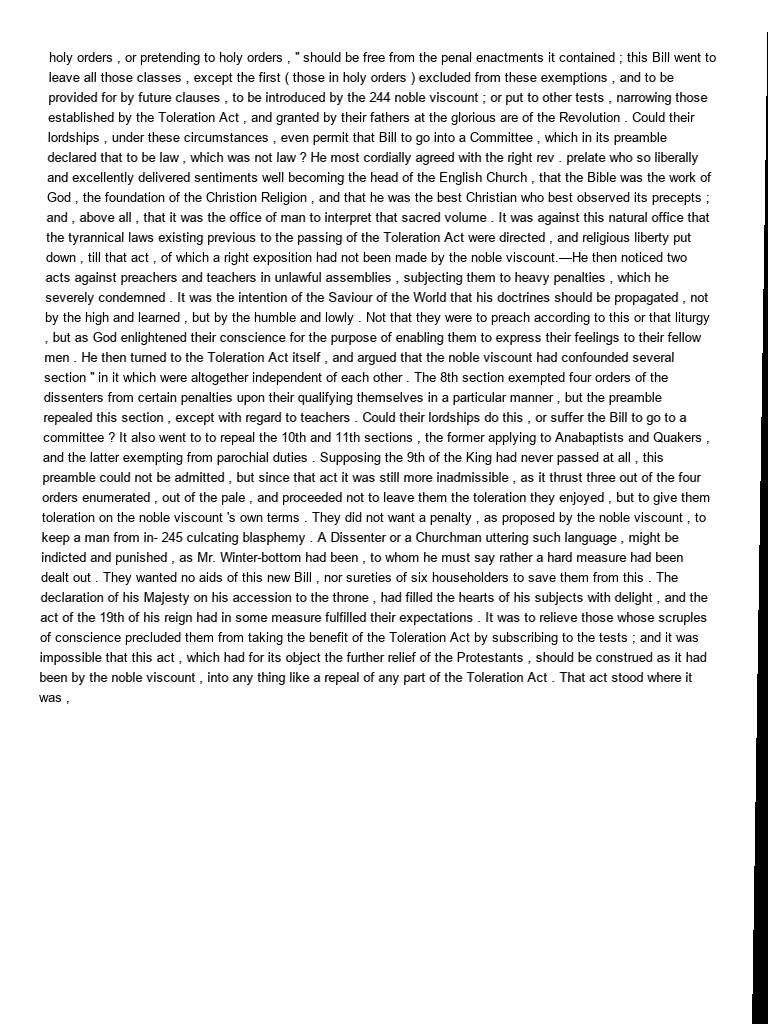 holy orders , or pretending to holy orders , " should be free from the penal enactments it contained ; this Bill went to
leave all those classes , except the first ( those in holy orders ) excluded from these exemptions , and to be
provided for by future clauses , to be introduced by the 244 noble viscount ; or put to other tests , narrowing those
established by the Toleration Act , and granted by their fathers at the glorious are of the Revolution . Could their
lordships , under these circumstances , even permit that Bill to go into a Committee , which in its preamble
declared that to be law , which was not law ? He most cordially agreed with the right rev . prelate who so liberally
and excellently delivered sentiments well becoming the head of the English Church , that the Bible was the work of
God , the foundation of the Christion Religion , and that he was the best Christian who best observed its precepts ;
and , above all , that it was the office of man to interpret that sacred volume . It was against this natural office that
the tyrannical laws existing previous to the passing of the Toleration Act were directed , and religious liberty put
down , till that act , of which a right exposition had not been made by the noble viscount.—He then noticed two
acts against preachers and teachers in unlawful assemblies , subjecting them to heavy penalties , which he
severely condemned . It was the intention of the Saviour of the World that his doctrines should be propagated , not
by the high and learned , but by the humble and lowly . Not that they were to preach according to this or that liturgy
, but as God enlightened their conscience for the purpose of enabling them to express their feelings to their fellow
men . He then turned to the Toleration Act itself , and argued that the noble viscount had confounded several
section " in it which were altogether independent of each other . The 8th section exempted four orders of the
dissenters from certain penalties upon their qualifying themselves in a particular manner , but the preamble
repealed this section , except with regard to teachers . Could their lordships do this , or suffer the Bill to go to a
committee ? It also went to to repeal the 10th and 11th sections , the former applying to Anabaptists and Quakers ,
and the latter exempting from parochial duties . Supposing the 9th of the King had never passed at all , this
preamble could not be admitted , but since that act it was still more inadmissible , as it thrust three out of the four
orders enumerated , out of the pale , and proceeded not to leave them the toleration they enjoyed , but to give them
toleration on the noble viscount 's own terms . They did not want a penalty , as proposed by the noble viscount , to
keep a man from in- 245 culcating blasphemy . A Dissenter or a Churchman uttering such language , might be
indicted and punished , as Mr. Winter-bottom had been , to whom he must say rather a hard measure had been
dealt out . They wanted no aids of this new Bill , nor sureties of six householders to save them from this . The
declaration of his Majesty on his accession to the throne , had filled the hearts of his subjects with delight , and the
act of the 19th of his reign had in some measure fulfilled their expectations . It was to relieve those whose scruples
of conscience precluded them from taking the benefit of the Toleration Act by subscribing to the tests ; and it was
impossible that this act , which had for its object the further relief of the Protestants , should be construed as it had
been by the noble viscount , into any thing like a repeal of any part of the Toleration Act . That act stood where it
was ,